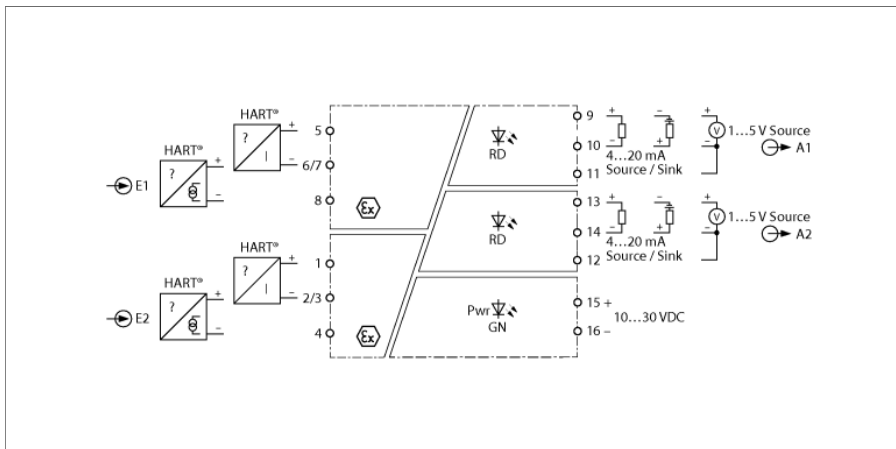 HART®
?
I
+
–
5
6/7
8
HART®
?
+
–
E1
Ex
RD
9
10
11
+
–
–
+
4…20 mA
Source / Sink
+
–
V
1…5 V Source
A1
HART®
?
I
+
–
1
2/3
4
HART®
?
+
–
E2
Ex
RD
13
14
12
+
–
–
+
4…20 mA
Source / Sink
+
–
V
1…5 V Source
A2
Pwr
GN
15 +
16 –
10…30 VDC